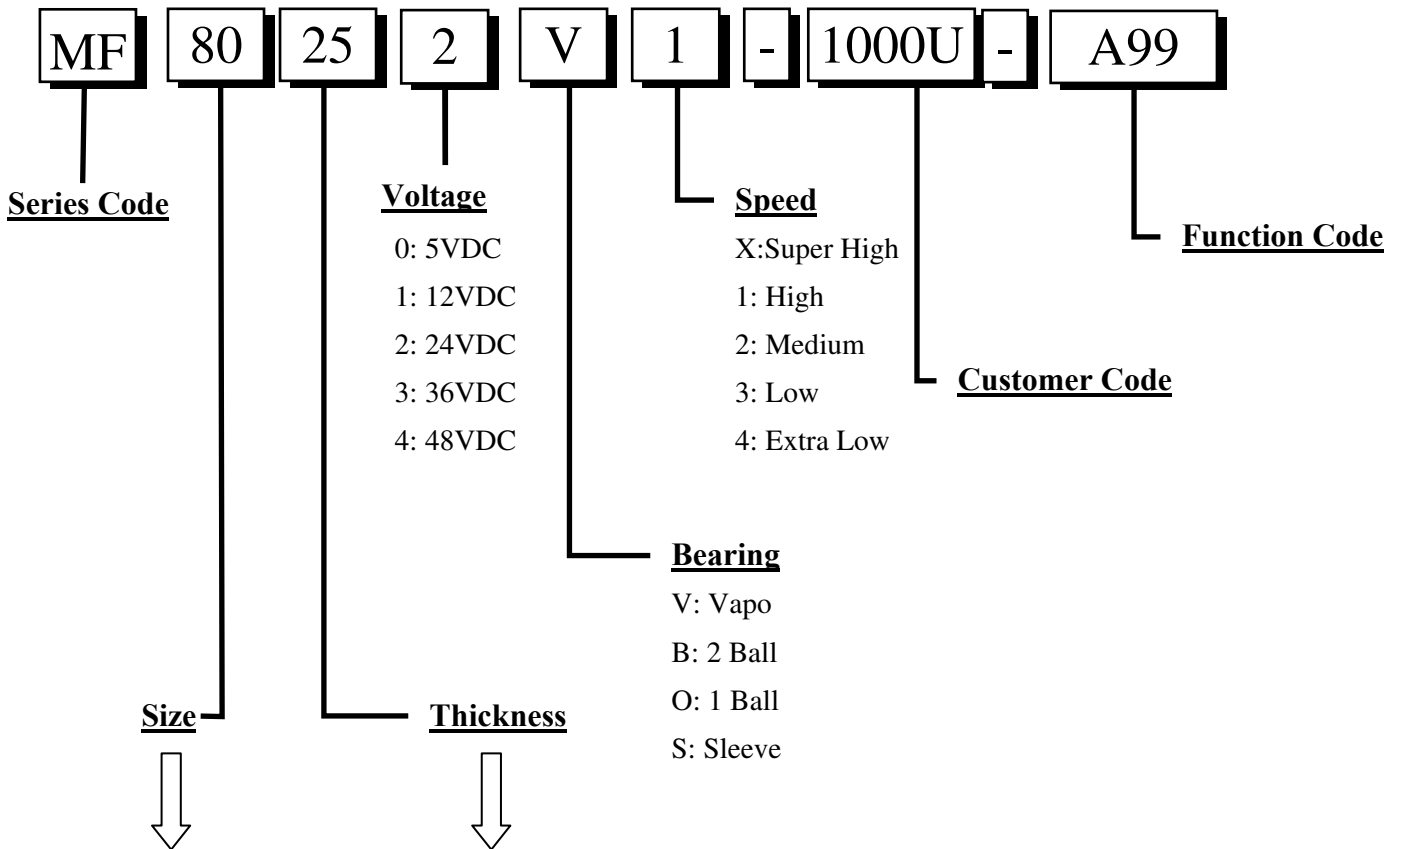 MF 80 25 2 V 1 - 1000U - A99
Series Code
Voltage
0: 5VDC
1: 12VDC
2: 24VDC
3: 36VDC
4: 48VDC
Speed
X:Super High
1: High
2: Medium
3: Low
4: Extra Low
Function Code
Customer Code
Bearing
V: Vapo
B: 2 Ball
O: 1 Ball
S: Sleeve
Size
Thickness